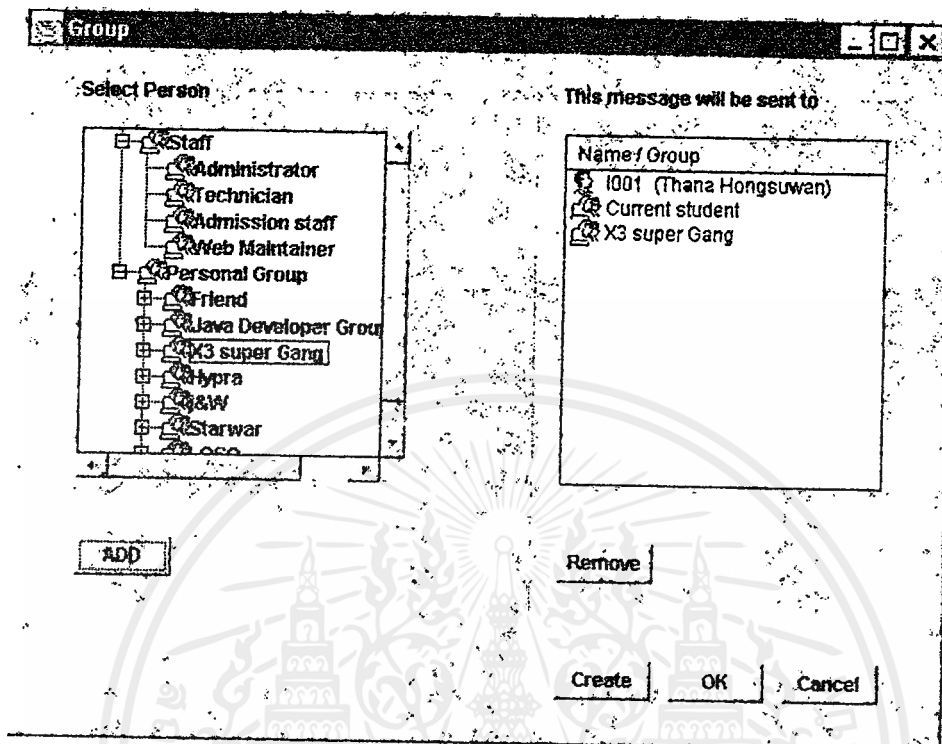 Group
Select Person
Staff
Administrator
Technician
Admission staff
Web Maintainer
Personal Group
Friend
Java Developer Grou
X3 super Gang
Hypra
J&W
Starwar
ADD
This message will be sent to
Name / Group
I001 (Thana Hongsuwan)
Current student
X3 super Gang
Remove
Create
OK
Cancel